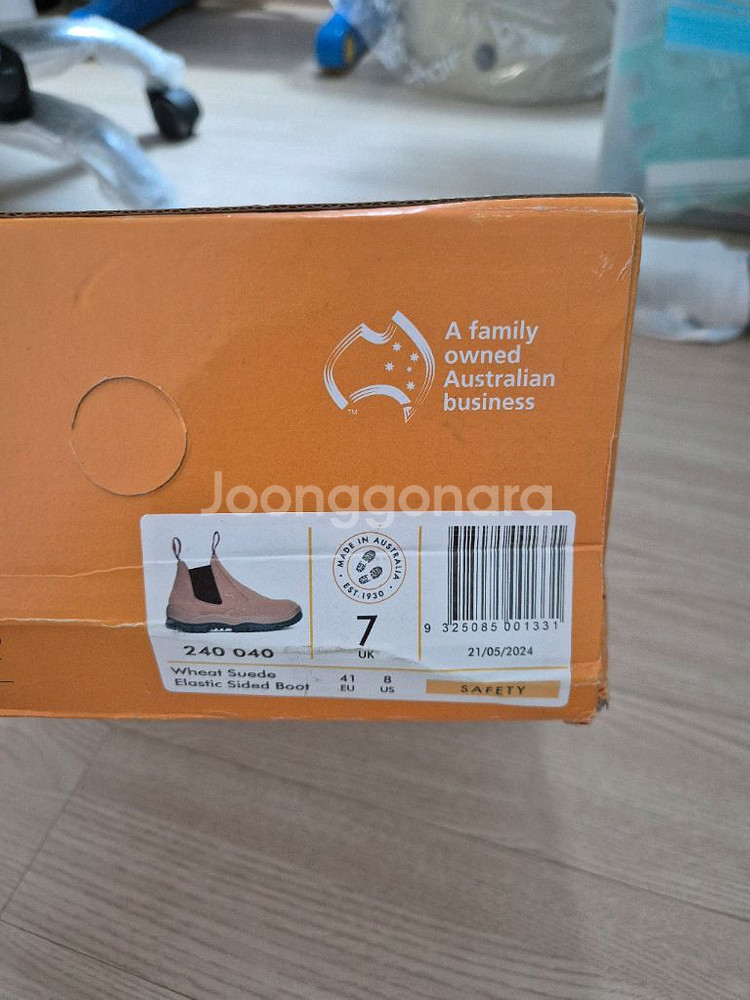 A family
owned
Australian
business
TM
Joonggonara
MADE IN AUSTRALIA
EST. 1930
240 040
Wheat Suede
Elastic Sided Boot
7
UK
41
EU
8
US
9 325085 001331
21/05/2024
SAFETY